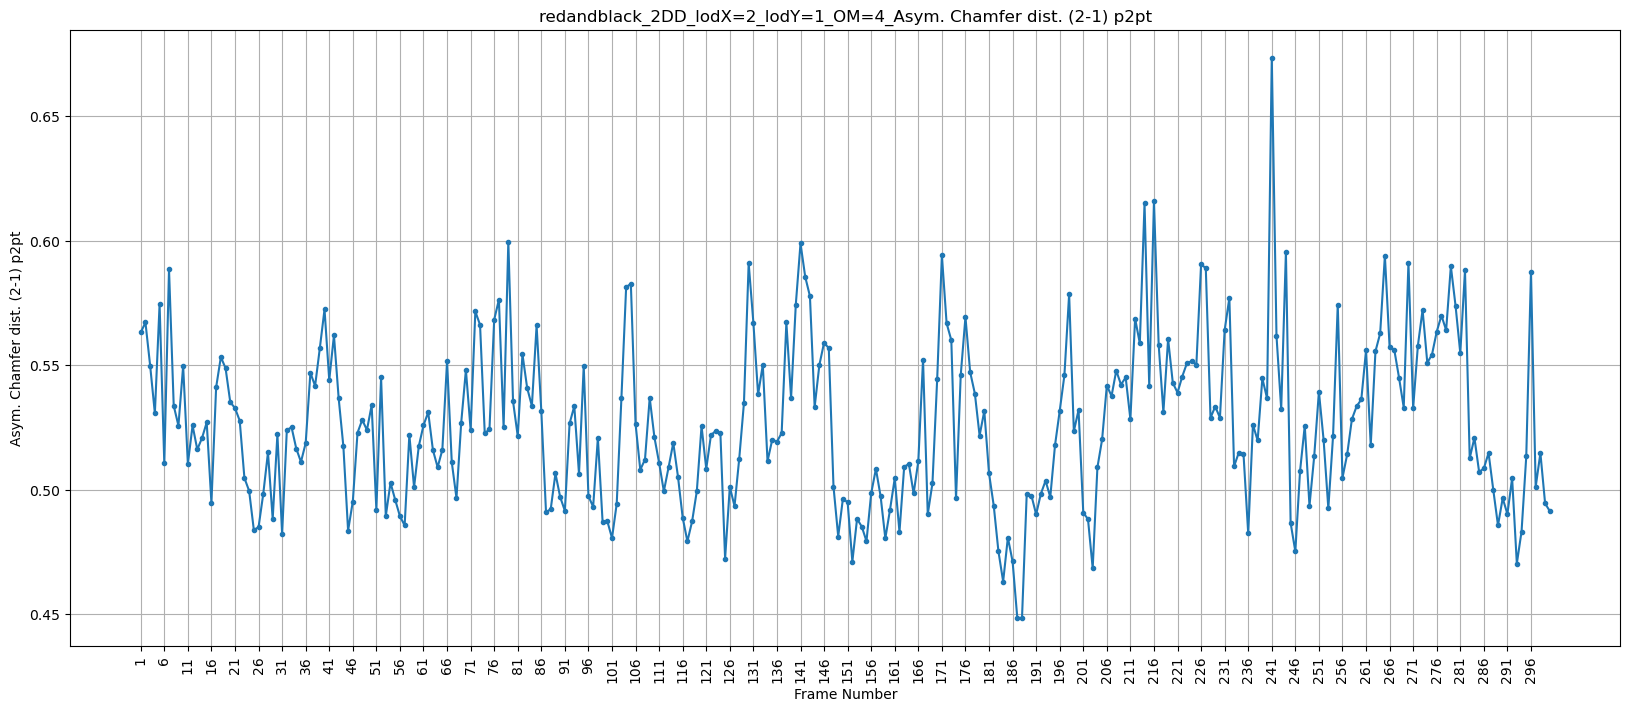 redandblack_2DD_lodX=2_lodY=1_OM=4_Asym. Chamfer dist. (2-1) p2pt
Asym. Chamfer dist. (2-1) p2pt
0.65
0.60
0.55
0.50
0.45
1 6 11 16 21 26 31 36 41 46 51 56 61 66 71 76 81 86 91 96 101 106 111 116 121 126 131 136 141 146 151 156 161 166 171 176 181 186 191 196 201 206 211 216 221 226 231 236 241 246 251 256 261 266 271 276 281 286 291 296
Frame Number